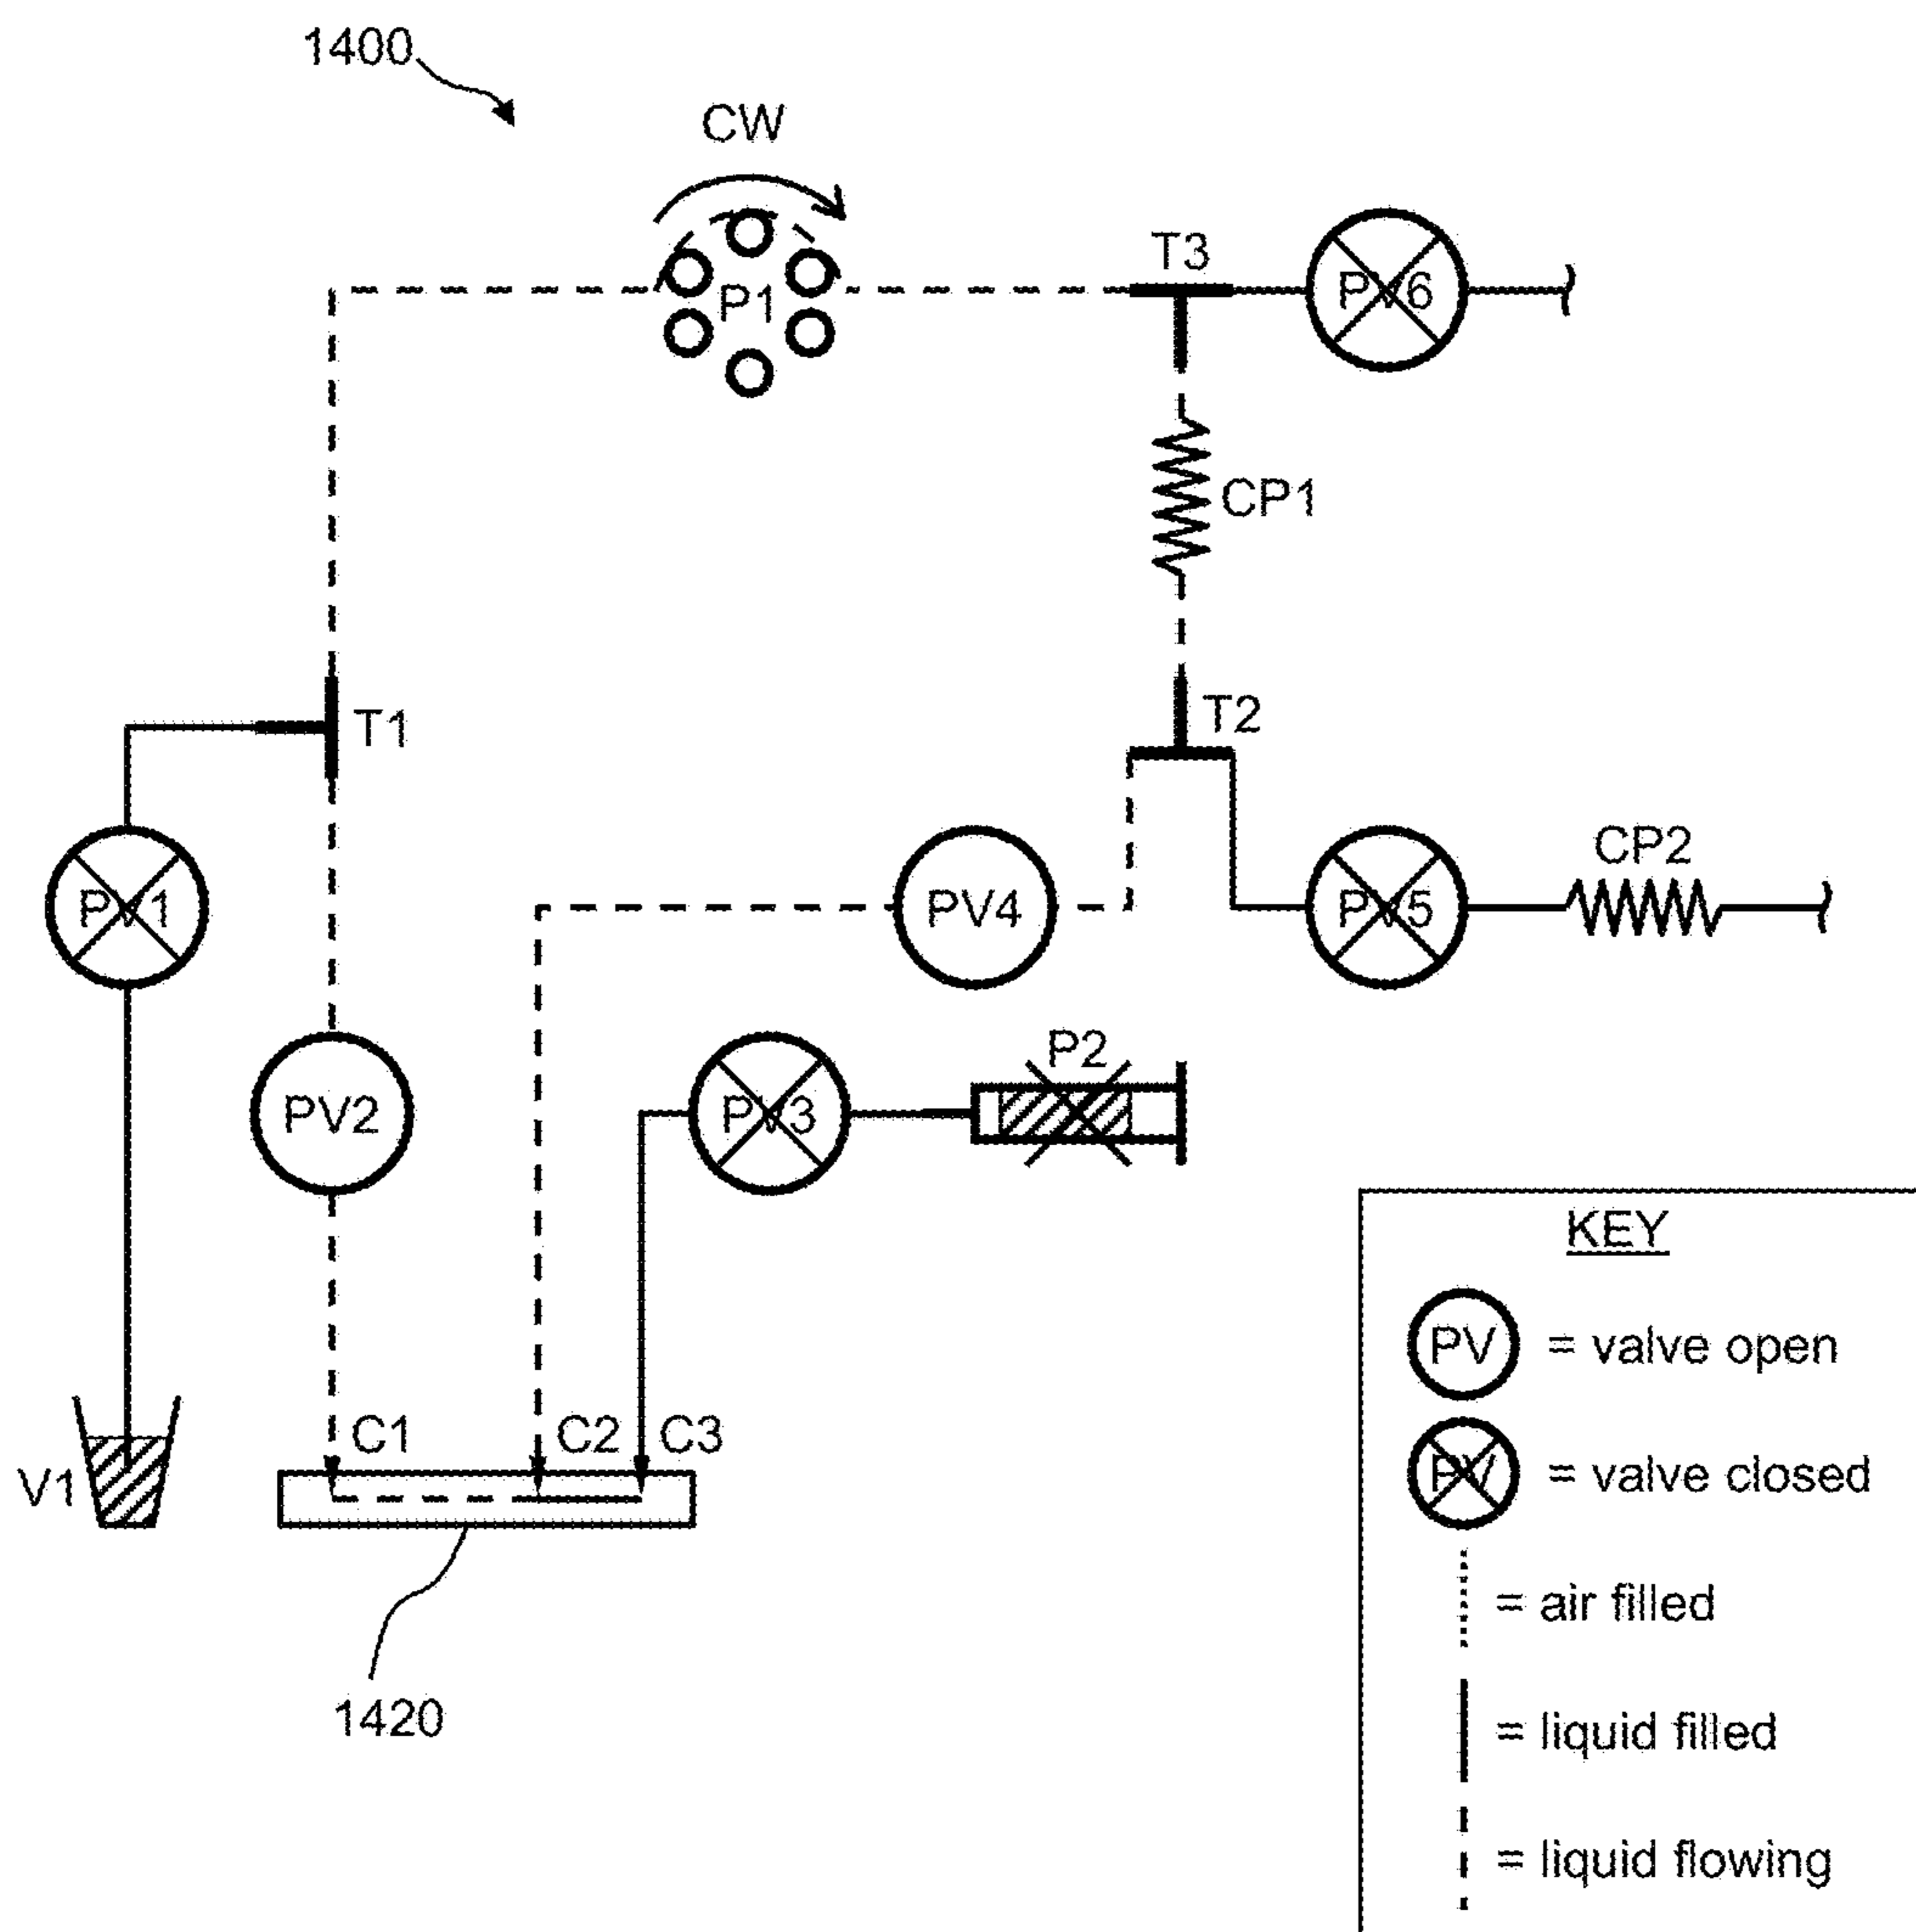 1400
CW
P1
T3
PV6
CP1
T1
T2
PV1
PV4
PV5
CP2
PV2
PV3
P2
C1
C2
C3
V1
1420
KEY
PV = valve open
PV = valve closed
= air filled
= liquid filled
= liquid flowing